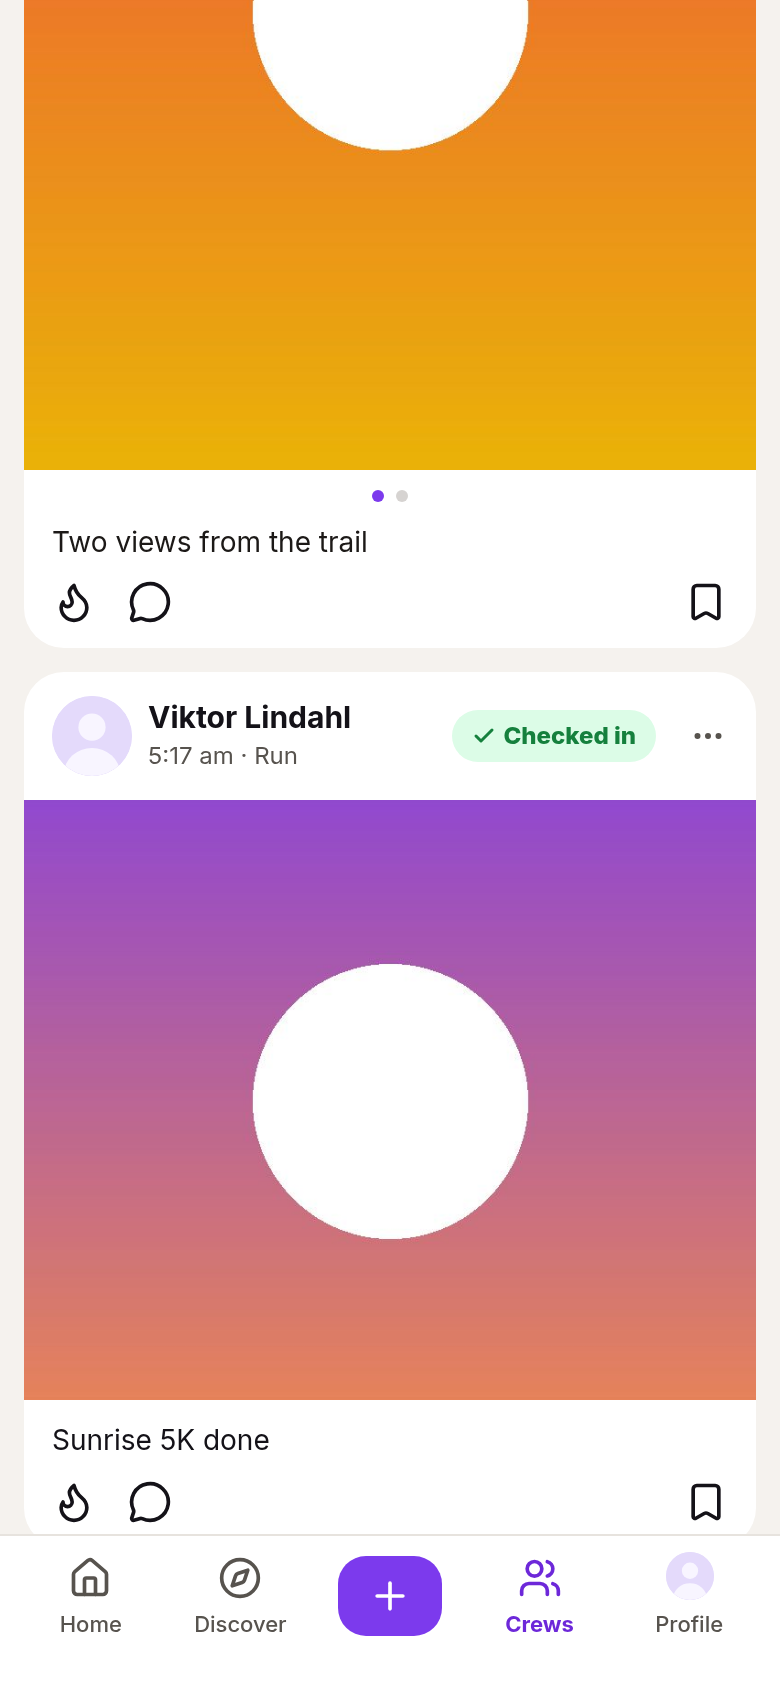 Two views from the trail
Viktor Lindahl
5:17 am · Run
Checked in
Sunrise 5K done
Home
Discover
Crews
Profile